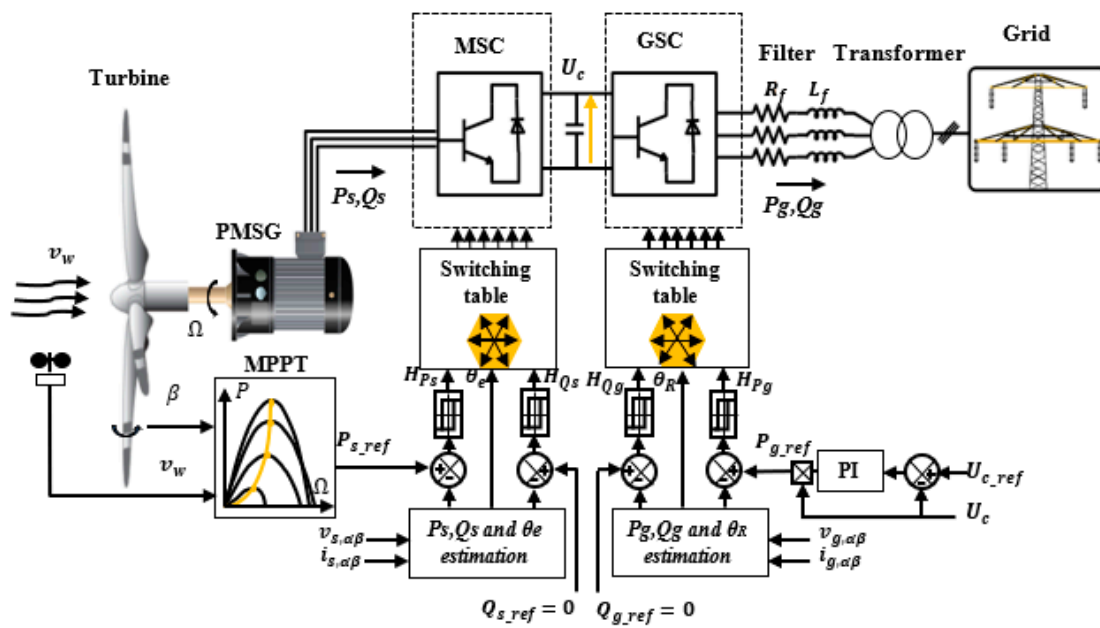 MSC
GSC
Filter
Transformer
Grid
Turbine
U_c
R_f
L_f
Ps,Qs
Pg,Qg
PMSG
v_w
Ω
Switching table
Switching table
MPPT
H_Ps
θ_e
H_Qs
H_Qg
θ_R
H_Pg
β
P
P_s_ref
P_g_ref
v_w
Ω
PI
U_c_ref
U_c
v_s,αβ
i_s,αβ
Ps,Qs and θe estimation
Pg,Qg and θR estimation
v_g,αβ
i_g,αβ
Q_s_ref = 0
Q_g_ref = 0